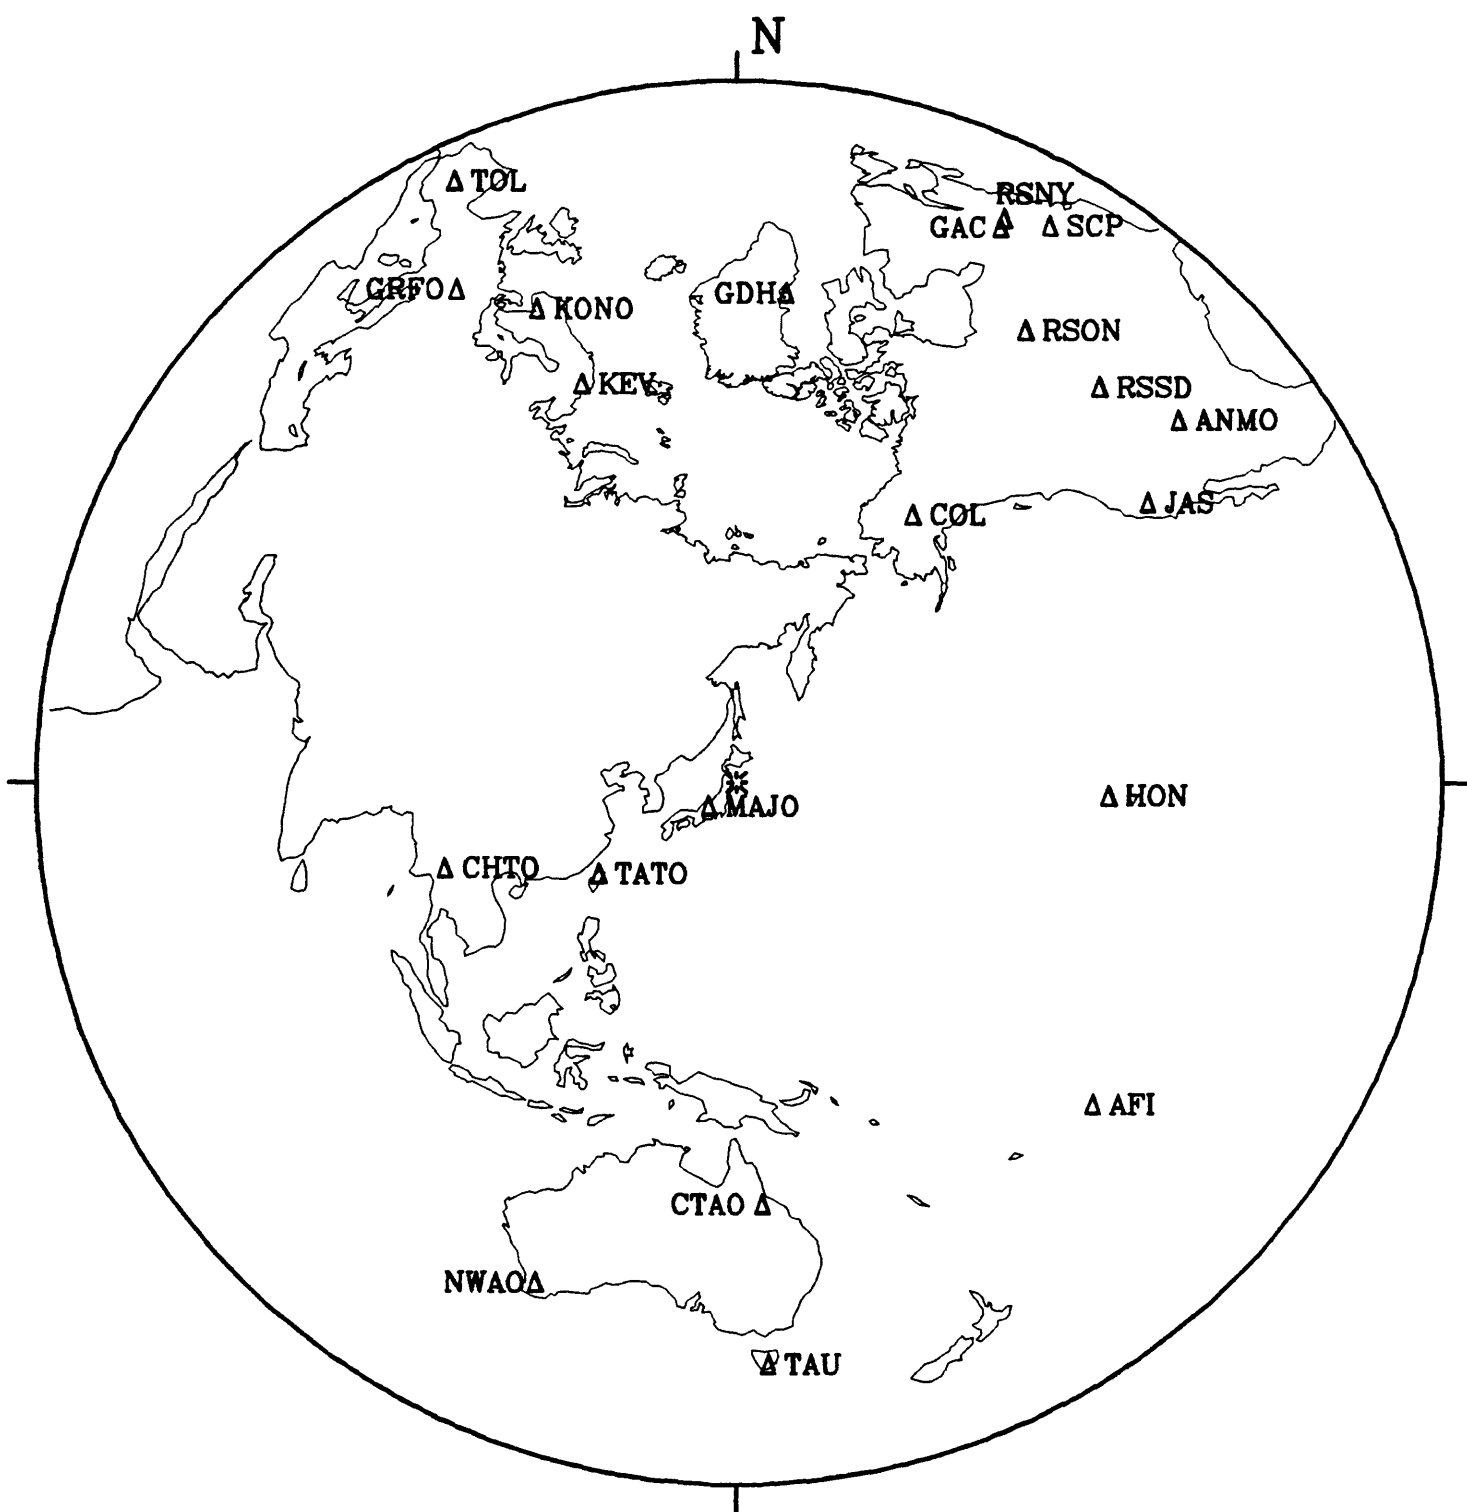 N
TOL
RSNY
GAC
SCP
GRFO
KONO
GDH
RSON
KEV
RSSD
ANMO
COL
JAS
MAJO
HON
CHTO
TATO
AFI
CTAO
NWAO
TAU